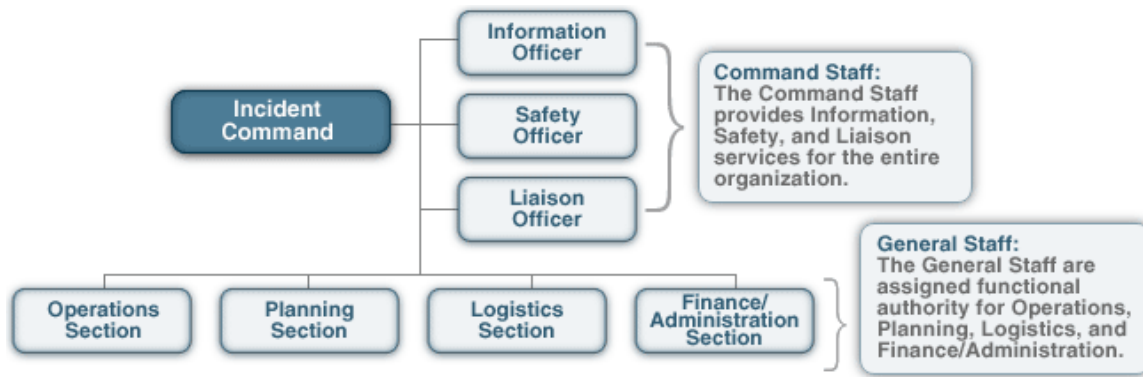 Information
Officer
Incident
Command
Safety
Officer
Liaison
Officer
Command Staff:
The Command Staff
provides Information,
Safety, and Liaison
services for the entire
organization.
Operations
Section
Planning
Section
Logistics
Section
Finance/
Administration
Section
General Staff:
The General Staff are
assigned functional
authority for Operations,
Planning, Logistics, and
Finance/Administration.